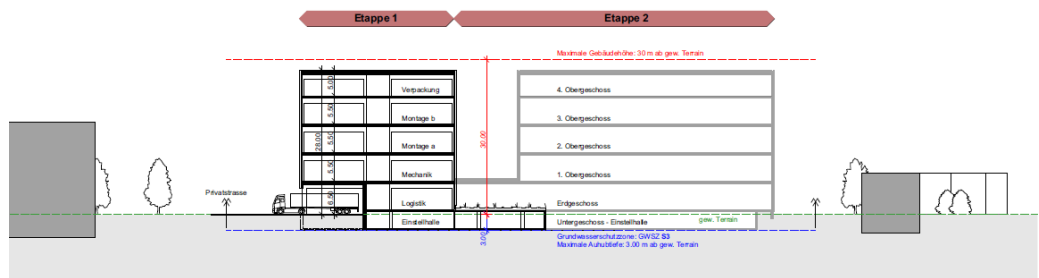 Etappe 1
Etappe 2
Maximale Gebäudehöhe: 30 m ab gew. Terrain
5.00
Verpackung
4. Obergeschoss
5.50
Montage b
3. Obergeschoss
28.00
5.50
30.00
Montage a
2. Obergeschoss
5.50
Mechanik
1. Obergeschoss
Privatstrasse
6.50
Logistik
Erdgeschoss
Einstellhalle
Untergeschoss - Einstellhalle
gew. Terrain
3.00
Grundwasserschutzzone: GWSZ S3
Maximale Auhubtiefe: 3.00 m ab gew. Terrain